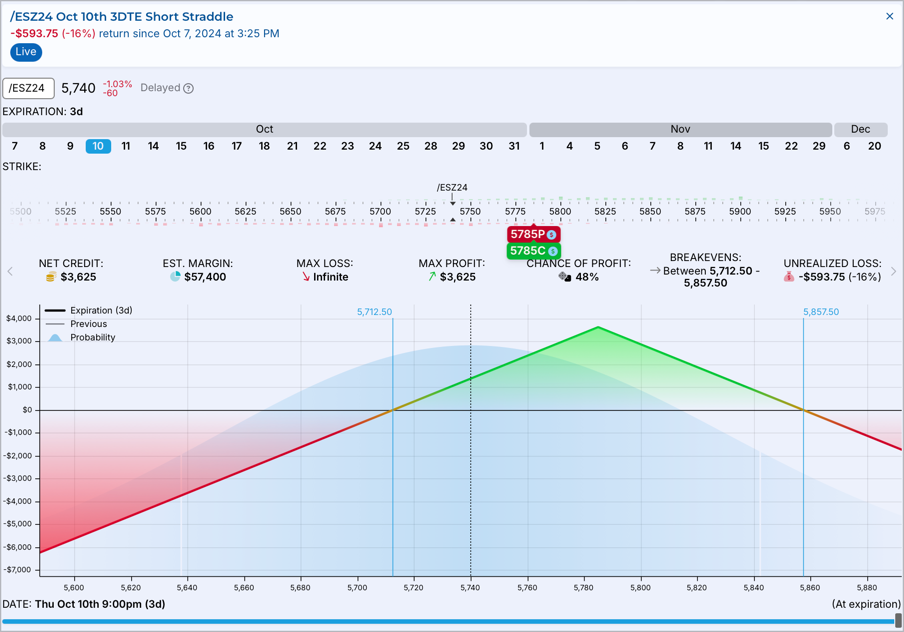 /ESZ24 Oct 10th 3DTE Short Straddle
-$593.75 (-16%) return since Oct 7, 2024 at 3:25 PM
Live
/ESZ24 5,740 -1.03% -60 Delayed ?
EXPIRATION: 3d
Oct Nov Dec
7 8 9 10 11 14 15 16 17 18 21 22 23 24 25 28 29 30 31 1 4 5 6 7 8 11 14 15 22 29 6 20
STRIKE:
/ESZ24
5500 5525 5550 5575 5600 5625 5650 5675 5700 5725 5750 5775 5800 5825 5850 5875 5900 5925 5950 5975
5785P
5785C
NET CREDIT:
$3,625
EST. MARGIN:
$57,400
MAX LOSS:
Infinite
MAX PROFIT:
$3,625
CHANCE OF PROFIT:
48%
BREAKEVENS:
Between 5,712.50 -
5,857.50
UNREALIZED LOSS:
-$593.75 (-16%)
Expiration (3d)
Previous
Probability
5,712.50
5,857.50
$4,000
$3,000
$2,000
$1,000
$0
-$1,000
-$2,000
-$3,000
-$4,000
-$5,000
-$6,000
-$7,000
5,600 5,620 5,640 5,660 5,680 5,700 5,720 5,740 5,760 5,780 5,800 5,820 5,840 5,860 5,880
DATE: Thu Oct 10th 9:00pm (3d)
(At expiration)